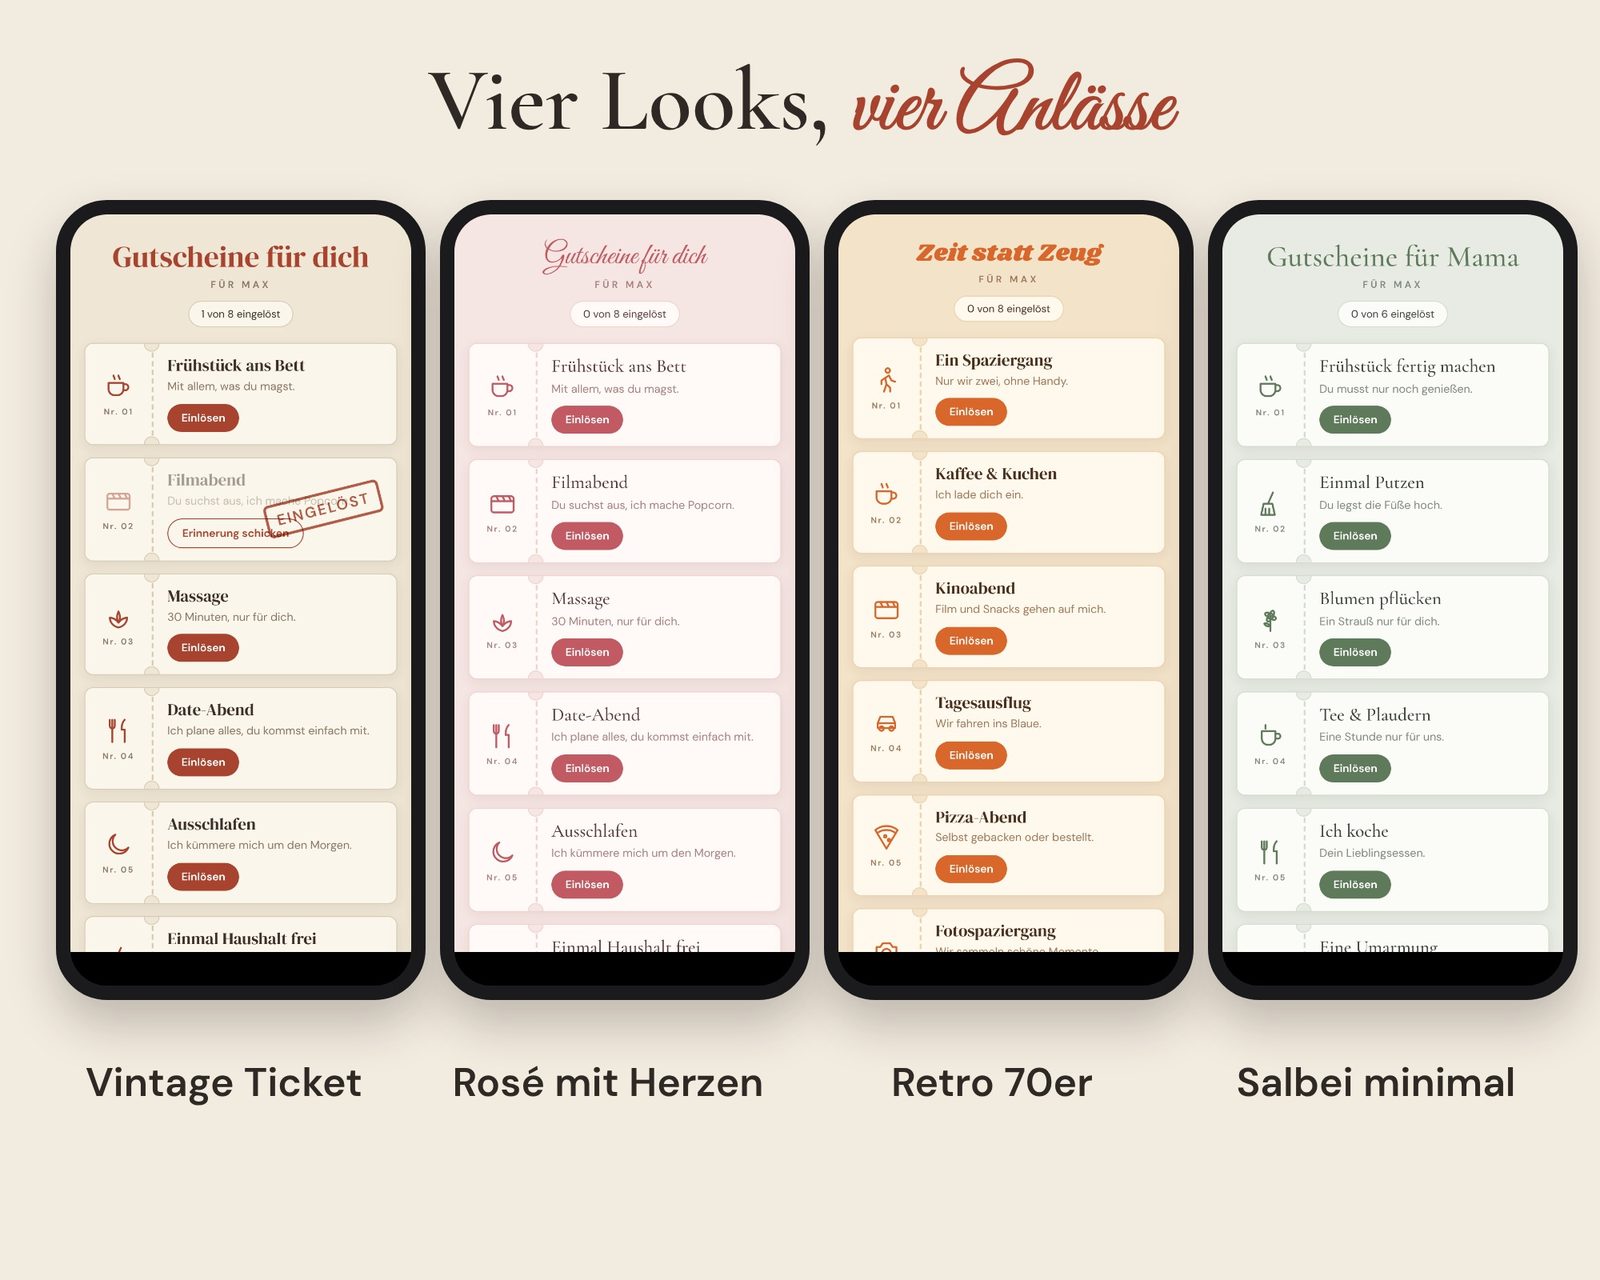 Vier Looks, vier Anlässe
Gutscheine für dich
FÜR MAX
1 von 8 eingelöst
Nr. 01
Frühstück ans Bett
Mit allem, was du magst.
Einlösen
Nr. 02
Filmabend
Du suchst aus, ich mache Popcorn.
Erinnerung schicken
EINGELÖST
Nr. 03
Massage
30 Minuten, nur für dich.
Einlösen
Nr. 04
Date-Abend
Ich plane alles, du kommst einfach mit.
Einlösen
Nr. 05
Ausschlafen
Ich kümmere mich um den Morgen.
Einlösen
Einmal Haushalt frei
Vintage Ticket
Gutscheine für dich
FÜR MAX
0 von 8 eingelöst
Nr. 01
Frühstück ans Bett
Mit allem, was du magst.
Einlösen
Nr. 02
Filmabend
Du suchst aus, ich mache Popcorn.
Einlösen
Nr. 03
Massage
30 Minuten, nur für dich.
Einlösen
Nr. 04
Date-Abend
Ich plane alles, du kommst einfach mit.
Einlösen
Nr. 05
Ausschlafen
Ich kümmere mich um den Morgen.
Einlösen
Einmal Haushalt frei
Rosé mit Herzen
Zeit statt Zeug
FÜR MAX
0 von 8 eingelöst
Nr. 01
Ein Spaziergang
Nur wir zwei, ohne Handy.
Einlösen
Nr. 02
Kaffee & Kuchen
Ich lade dich ein.
Einlösen
Nr. 03
Kinoabend
Film und Snacks gehen auf mich.
Einlösen
Nr. 04
Tagesausflug
Wir fahren ins Blaue.
Einlösen
Nr. 05
Pizza-Abend
Selbst gebacken oder bestellt.
Einlösen
Fotospaziergang
Wir sammeln schöne Momente.
Retro 70er
Gutscheine für Mama
FÜR MAX
0 von 6 eingelöst
Nr. 01
Frühstück fertig machen
Du musst nur noch genießen.
Einlösen
Nr. 02
Einmal Putzen
Du legst die Füße hoch.
Einlösen
Nr. 03
Blumen pflücken
Ein Strauß nur für dich.
Einlösen
Nr. 04
Tee & Plaudern
Eine Stunde nur für uns.
Einlösen
Nr. 05
Ich koche
Dein Lieblingsessen.
Einlösen
Eine Umarmung
Salbei minimal